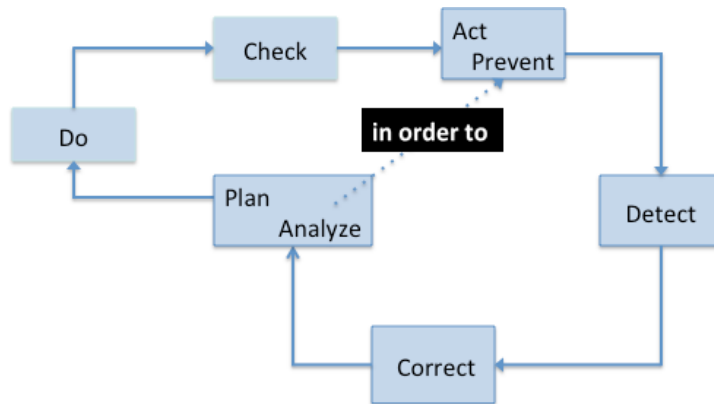 Check
Act
Prevent
in order to
Do
Plan
Analyze
Detect
Correct